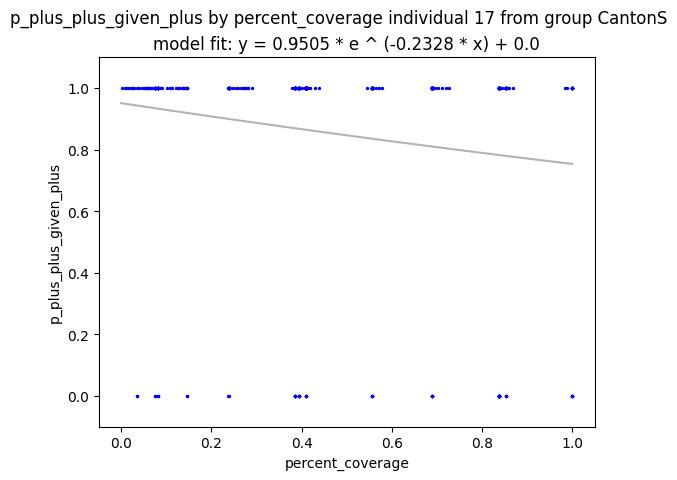 p_plus_plus_given_plus by percent_coverage individual 17 from group CantonS
model fit: y = 0.9505 * e ^ (-0.2328 * x) + 0.0
1.0
0.8
0.6
0.4
0.2
0.0
p_plus_plus_given_plus
0.0 0.2 0.4 0.6 0.8 1.0
percent_coverage